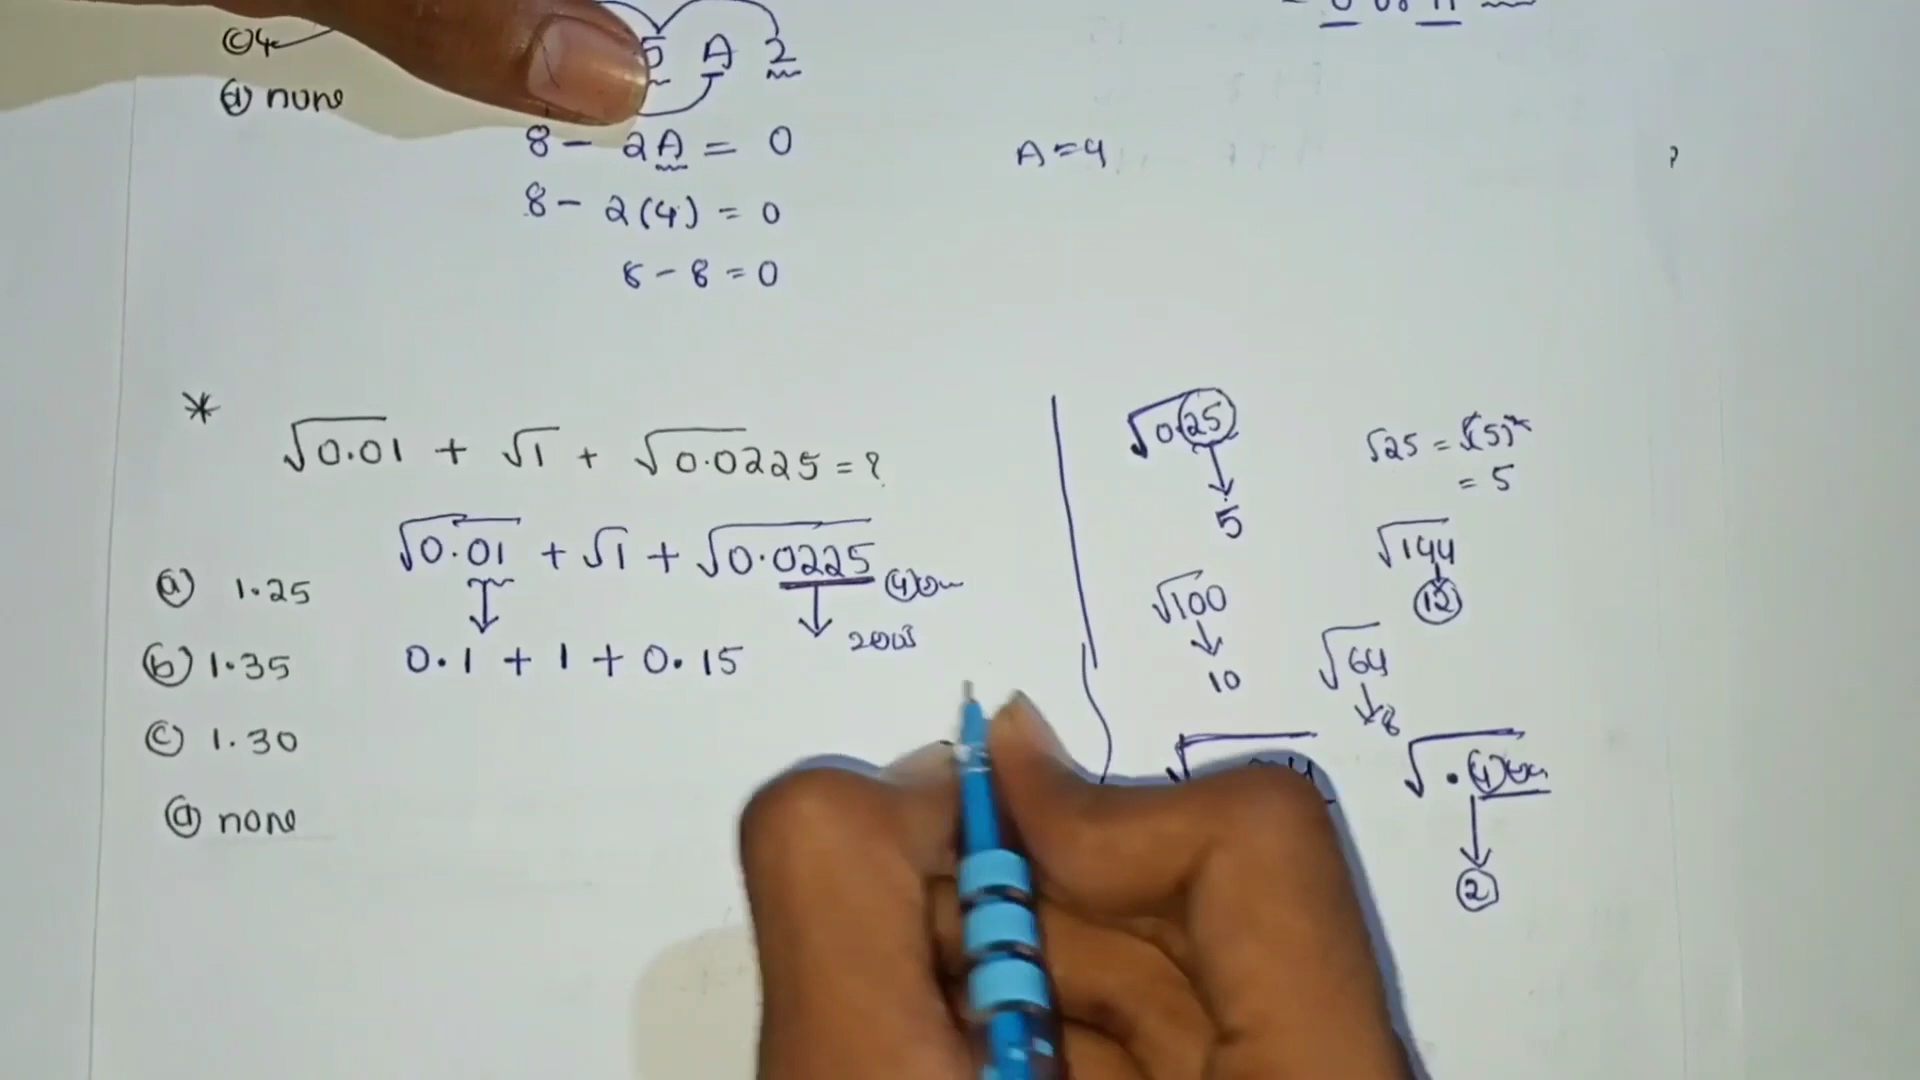 ⓒ 4
ⓓ none
5 A 2
8 - 2A = 0
8 - 2(4) = 0
8 - 8 = 0
A = 4
*
√0.01 + √1 + √0.0225 = ?
√0.01 + √1 + √0.0225
0.1 + 1 + 0.15
ⓐ 1.25
ⓑ 1.35
ⓒ 1.30
ⓓ none
√0.25
5
√25 = √(5)²
= 5
√144
12
√100
10
√64
8
2